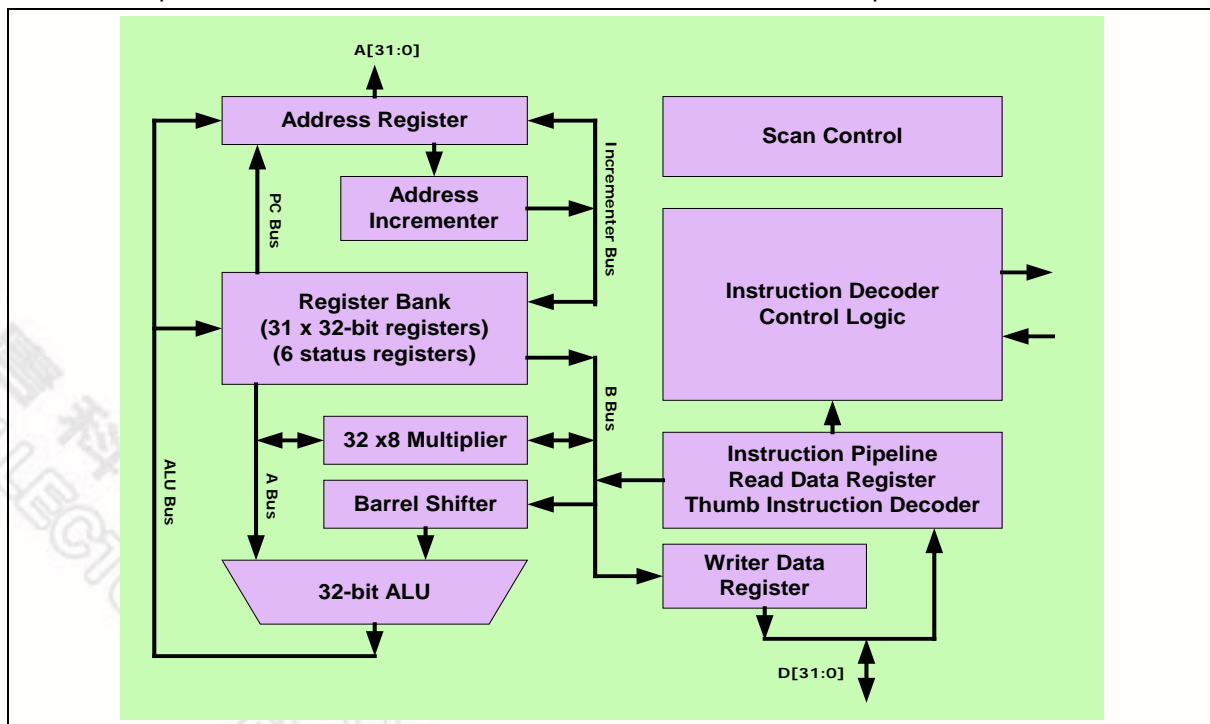 A[31:0]
Address Register
Scan Control
Incrementer Bus
PC Bus
Address
Incrementer
Register Bank
(31 x 32-bit registers)
(6 status registers)
Instruction Decoder
Control Logic
B Bus
32 x8 Multiplier
Instruction Pipeline
Read Data Register
Thumb Instruction Decoder
ALU Bus
A Bus
Barrel Shifter
Writer Data
Register
32-bit ALU
D[31:0]